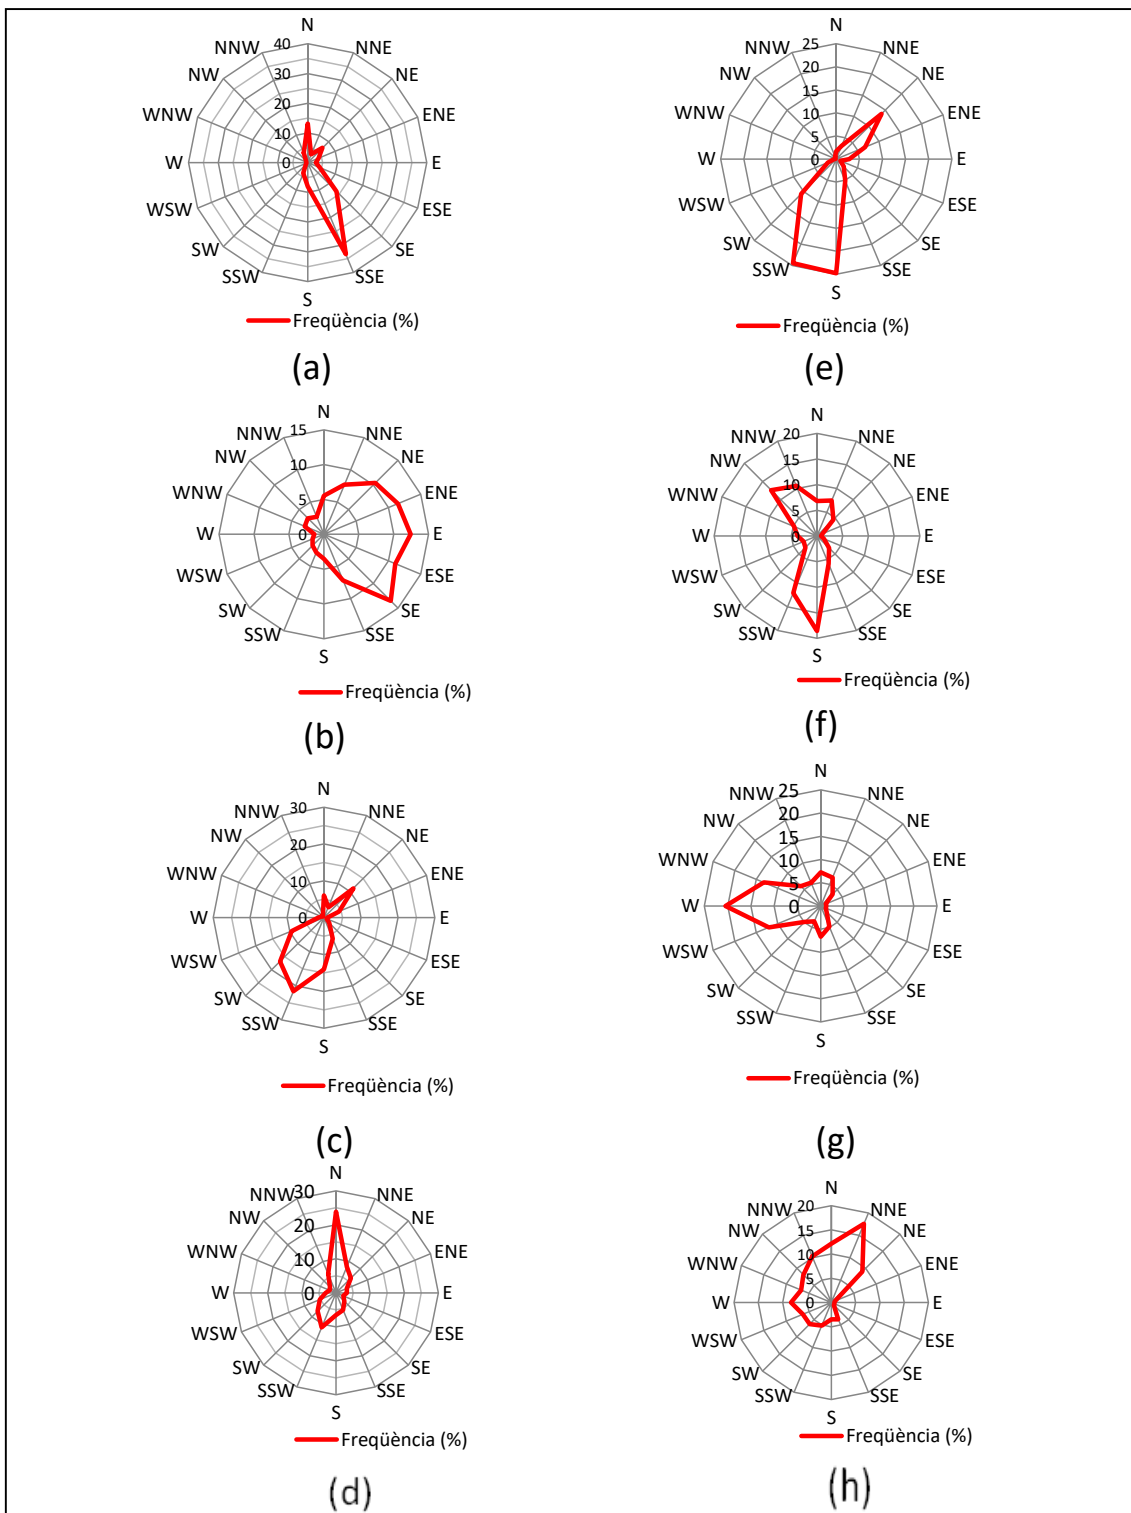 N
40
NNW NNE
30
NW NE
20
WNW ENE
10
W 0 E
WSW ESE
SW SE
SSW SSE
S
Freqüència (%)
(a)
N
25
NNW NNE
20
NW NE
15
WNW 10 ENE
5
W 0 E
WSW ESE
SW SE
SSW SSE
S
Freqüència (%)
(e)
N
15
NNW NNE
NW 10 NE
WNW ENE
5
W 0 E
WSW ESE
SW SE
SSW SSE
S
Freqüència (%)
(b)
N
20
NNW NNE
15
NW NE
10
WNW ENE
5
W 0 E
WSW ESE
SW SE
SSW SSE
S
Freqüència (%)
(f)
N
30
NNW NNE
NW 20 NE
WNW 10 ENE
W 0 E
WSW ESE
SW SE
SSW SSE
S
Freqüència (%)
(c)
N
25
NNW NNE
20
NW 15 NE
WNW 10 ENE
5
W 0 E
WSW ESE
SW SE
SSW SSE
S
Freqüència (%)
(g)
N
30
NNW NNE
NW 20 NE
WNW 10 ENE
W 0 E
WSW ESE
SW SE
SSW SSE
S
Freqüència (%)
(d)
N
20
NNW NNE
15
NW NE
10
WNW ENE
5
W 0 E
WSW ESE
SW SE
SSW SSE
S
Freqüència (%)
(h)